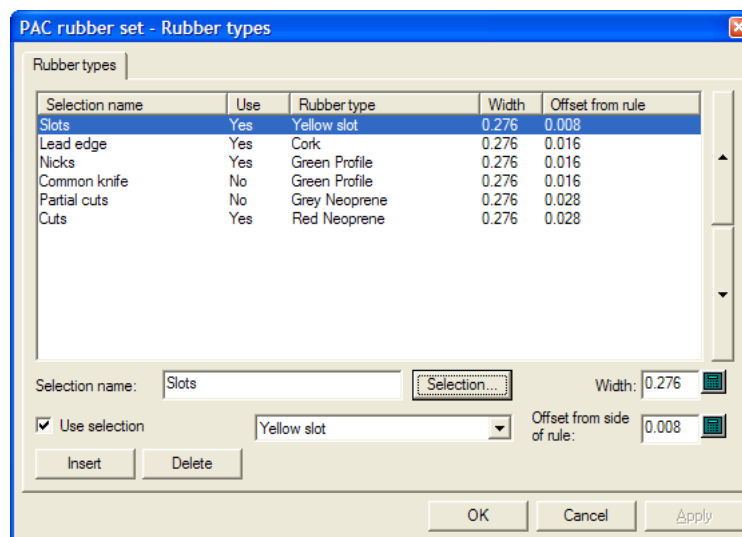 PAC rubber set - Rubber types
Rubber types
Selection name Use Rubber type Width Offset from rule
Slots Yes Yellow slot 0.276 0.008
Lead edge Yes Cork 0.276 0.016
Nicks Yes Green Profile 0.276 0.016
Common knife No Green Profile 0.276 0.016
Partial cuts No Grey Neoprene 0.276 0.028
Cuts Yes Red Neoprene 0.276 0.028
Selection name: Slots Selection... Width: 0.276
Use selection Yellow slot Offset from side of rule: 0.008
Insert Delete
OK Cancel Apply